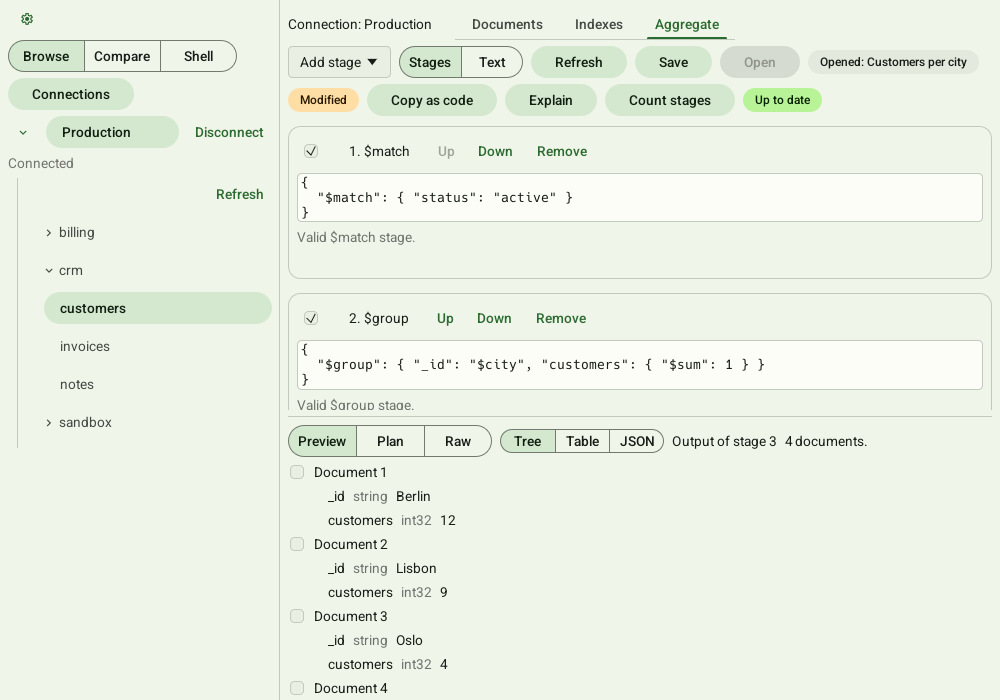 Browse Compare Shell
Connections
Production Disconnect
Connected
Refresh
billing
crm
customers
invoices
notes
sandbox
Connection: Production Documents Indexes Aggregate
Add stage Stages Text Refresh Save Open Opened: Customers per city
Modified Copy as code Explain Count stages Up to date
1. $match Up Down Remove
{
"$match": { "status": "active" }
}
Valid $match stage.
2. $group Up Down Remove
{
"$group": { "_id": "$city", "customers": { "$sum": 1 } }
}
Valid $group stage.
Preview Plan Raw Tree Table JSON Output of stage 3 4 documents.
Document 1
_id string Berlin
customers int32 12
Document 2
_id string Lisbon
customers int32 9
Document 3
_id string Oslo
customers int32 4
Document 4